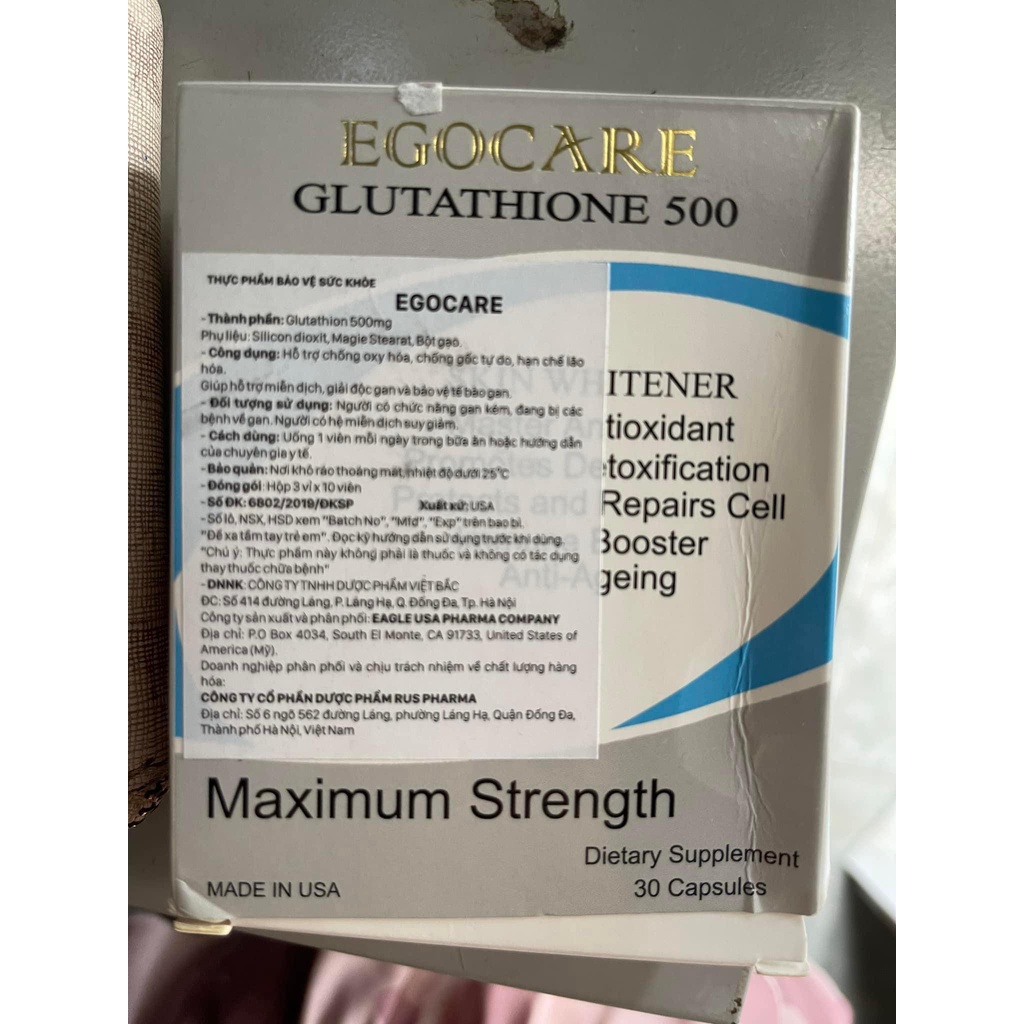 EGOCARE
GLUTATHIONE 500
THỰC PHẨM BẢO VỆ SỨC KHỎE
EGOCARE
- Thành phần: Glutathion 500mg
Phụ liệu: Silicon dioxit, Magie Stearat, Bột gạo.
- Công dụng: Hỗ trợ chống oxy hóa, chống gốc tự do, hạn chế lão
hóa.
Giúp hỗ trợ miễn dịch, giải độc gan và bảo vệ tế bào gan.
- Đối tượng sử dụng: Người có chức năng gan kém, đang bị các
bệnh về gan. Người có hệ miễn dịch suy giảm.
- Cách dùng: Uống 1 viên mỗi ngày trong bữa ăn hoặc hướng dẫn
của chuyên gia y tế.
- Bảo quản: Nơi khô ráo thoáng mát, nhiệt độ dưới 25°C
- Đóng gói: Hộp 3 vỉ x 10 viên
- Số ĐK: 6802/2019/ĐKSP Xuất xứ: USA
- Số lô, NSX, HSD xem "Batch No", "Mfd", "Exp" trên bao bì.
"Để xa tầm tay trẻ em". Đọc kỹ hướng dẫn sử dụng trước khi dùng.
"Chú ý: Thực phẩm này không phải là thuốc và không có tác dụng
thay thuốc chữa bệnh"
- DNNK: CÔNG TY TNHH DƯỢC PHẨM VIỆT BẮC
ĐC: Số 414 đường Láng, P. Láng Hạ, Q. Đống Đa, Tp. Hà Nội
Công ty sản xuất và phân phối: EAGLE USA PHARMA COMPANY
Địa chỉ: P.O Box 4034, South El Monte, CA 91733, United States of
America (Mỹ).
Doanh nghiệp phân phối và chịu trách nhiệm về chất lượng hàng
hóa:
CÔNG TY CỔ PHẦN DƯỢC PHẨM RUS PHARMA
Địa chỉ: Số 6 ngõ 562 đường Láng, phường Láng Hạ, Quận Đống Đa,
Thành phố Hà Nội, Việt Nam
SKIN WHITENER
Master Antioxidant
Promotes Detoxification
Protects and Repairs Cell
Booster
Anti-Ageing
Maximum Strength
Dietary Supplement
MADE IN USA
30 Capsules